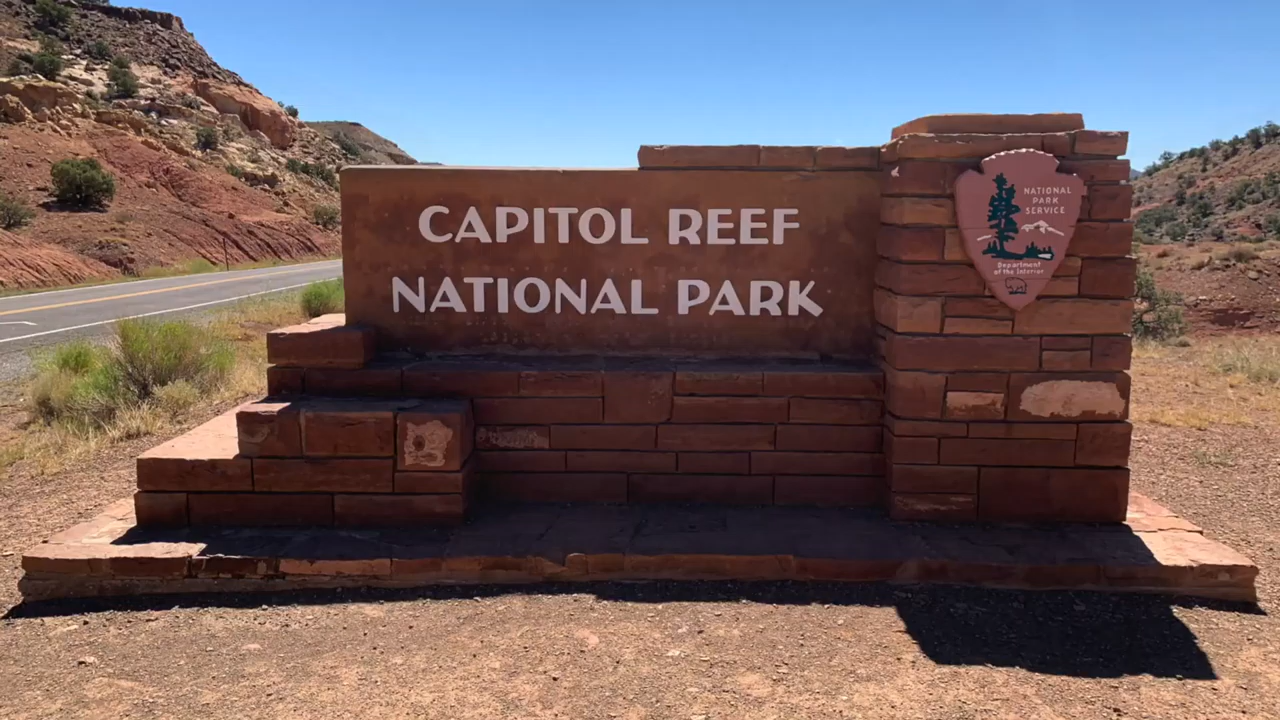 CAPITOL REEF
NATIONAL PARK
NATIONAL
PARK
SERVICE
Department
of the Interior